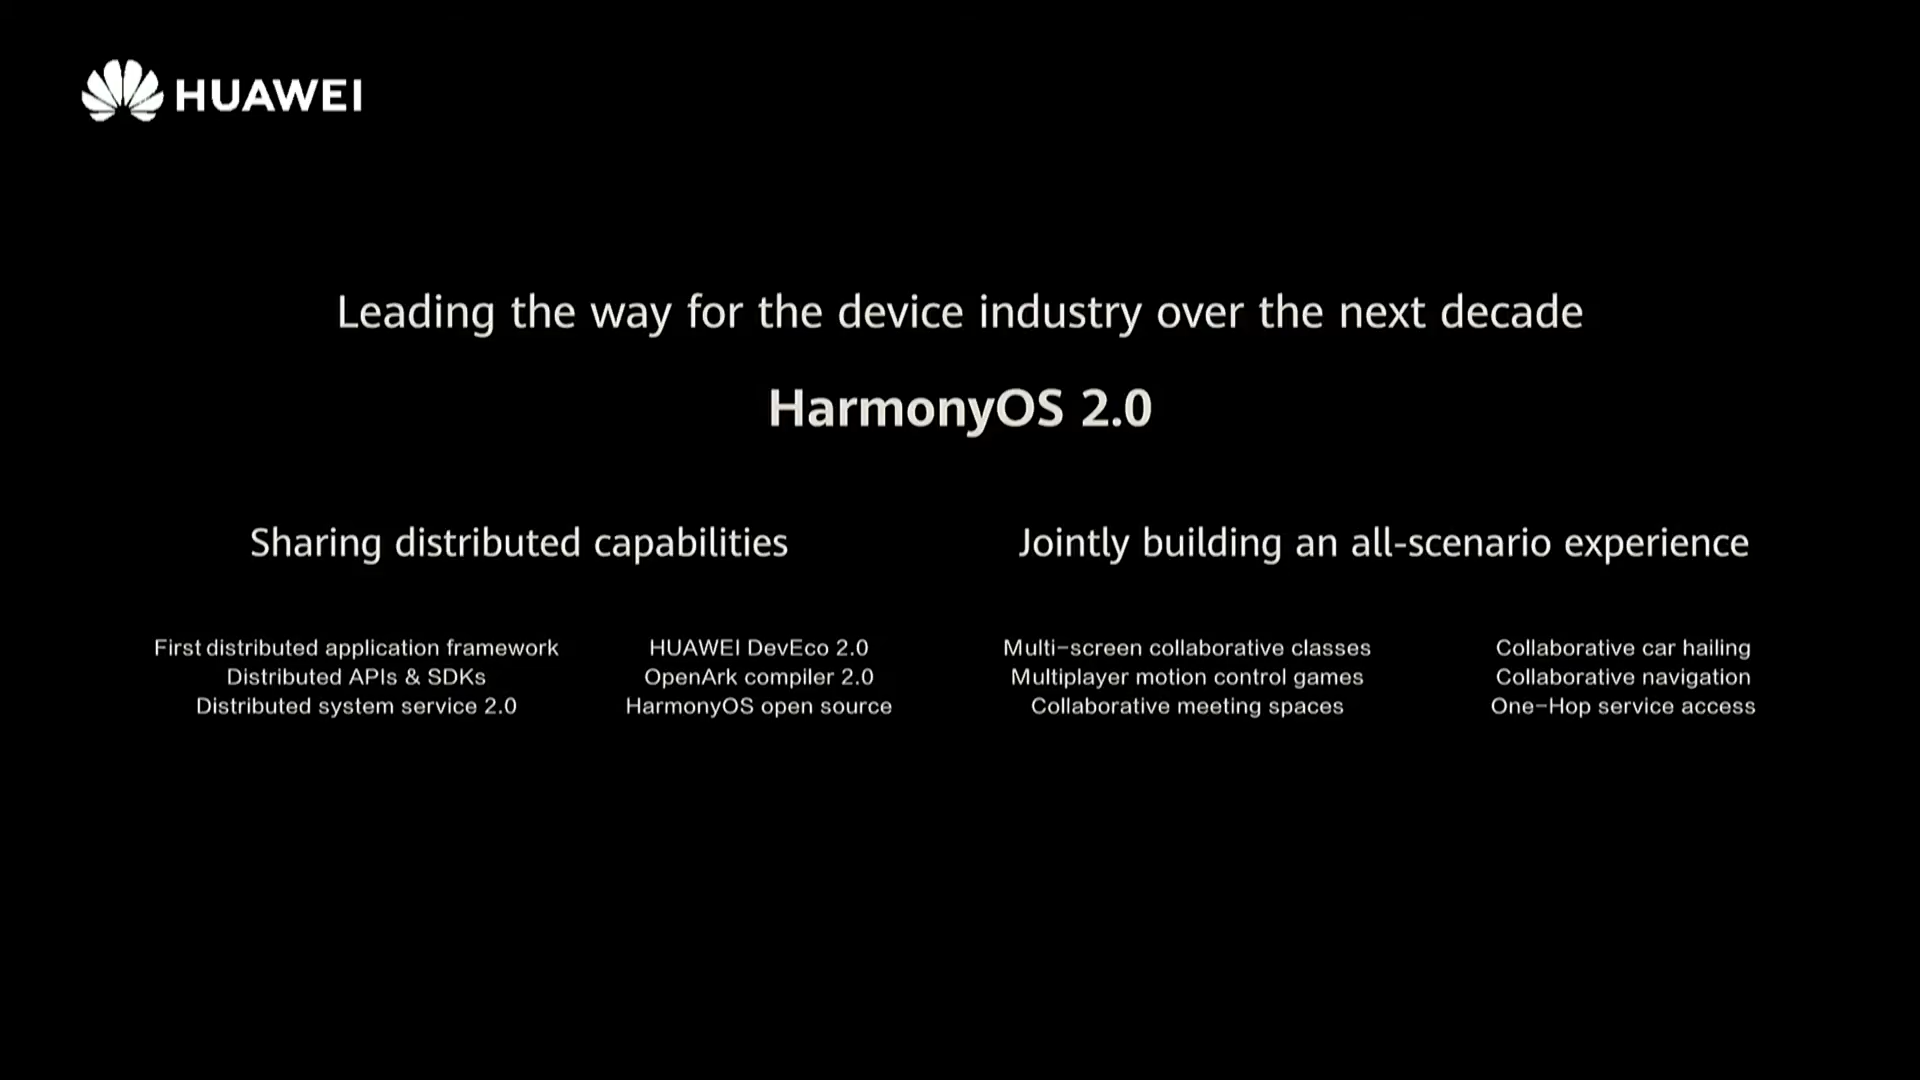 HUAWEI
Leading the way for the device industry over the next decade
HarmonyOS 2.0
Sharing distributed capabilities
First distributed application framework
Distributed APIs & SDKs
Distributed system service 2.0
HUAWEI DevEco 2.0
OpenArk compiler 2.0
HarmonyOS open source
Jointly building an all-scenario experience
Multi-screen collaborative classes
Multiplayer motion control games
Collaborative meeting spaces
Collaborative car hailing
Collaborative navigation
One-Hop service access